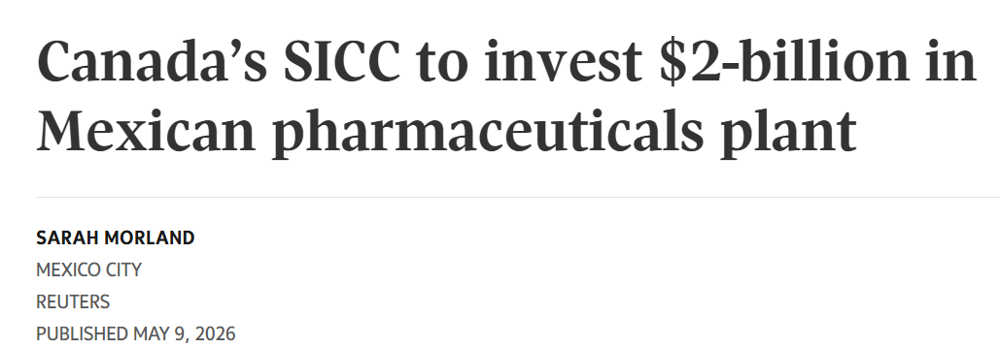 Canada’s SICC to invest $2-billion in
Mexican pharmaceuticals plant
SARAH MORLAND
MEXICO CITY
REUTERS
PUBLISHED MAY 9, 2026